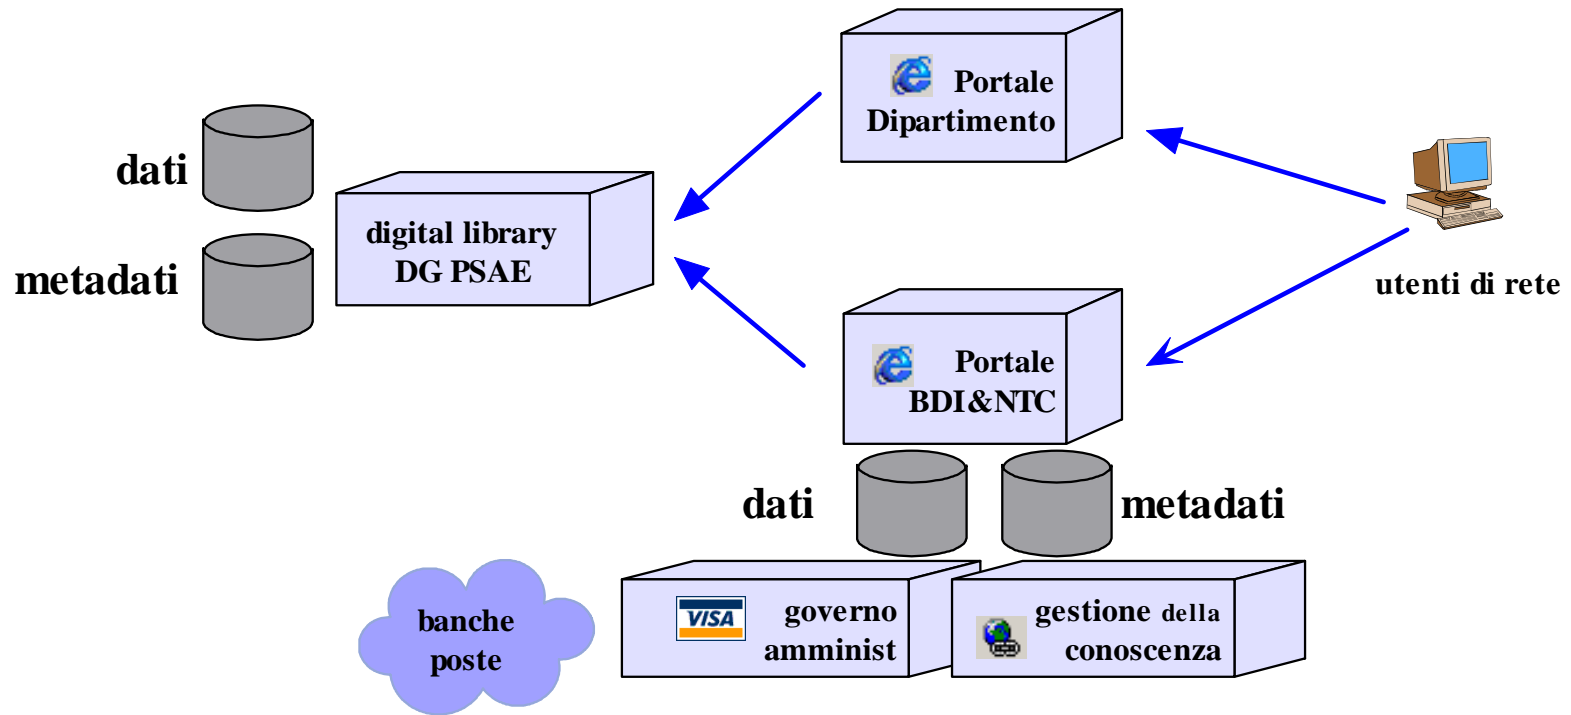 Portale
Dipartimento
dati
digital library
DG PSAE
metadati
utenti di rete
Portale
BDI&NTC
dati
metadati
banche
poste
VISA
governo
amminist
gestione della
conoscenza